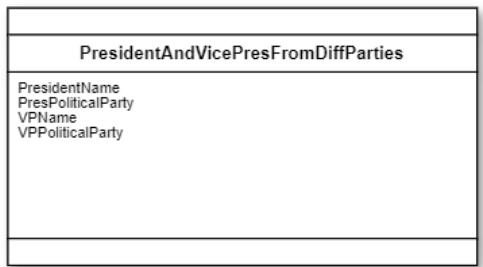 PresidentAndVicePresFromDiffParties
PresidentName
PresPoliticalParty
VPName
VPPoliticalParty